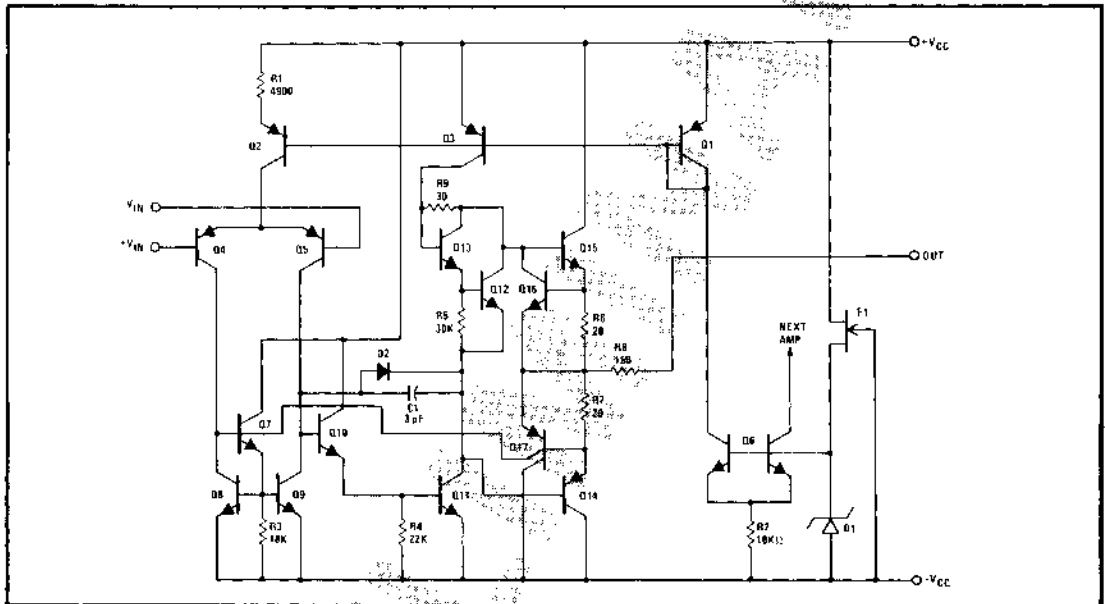 +VCC
R1
4900
Q2
Q3
Q1
R9
30
VIN
+VIN
Q4
Q5
Q13
Q15
OUT
Q12
Q16
R5
30K
R6
20
F1
NEXT
AMP
D2
R8
C1
3 pF
R7
Q7
Q10
Q17
Q6
Q8
Q9
Q14
R3
R4
22K
R2
D1
-VCC